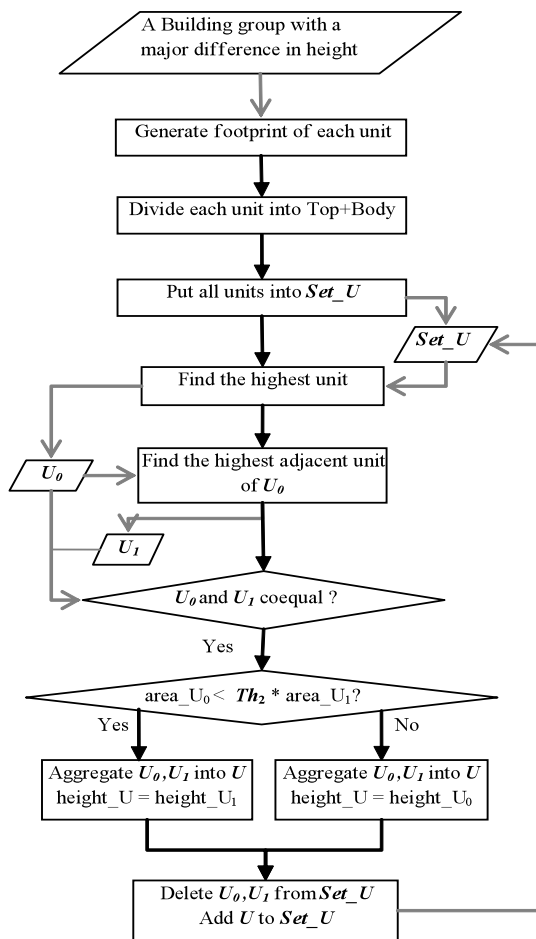 A Building group with a
major difference in height
Generate footprint of each unit
Divide each unit into Top+Body
Put all units into Set_U
Set_U
Find the highest unit
U₀
Find the highest adjacent unit
of U₀
U₁
U₀ and U₁ coequal ?
Yes
area_U₀ < Th₂ * area_U₁?
Yes
No
Aggregate U₀,U₁ into U
height_U = height_U₁
Aggregate U₀,U₁ into U
height_U = height_U₀
Delete U₀,U₁ from Set_U
Add U to Set_U